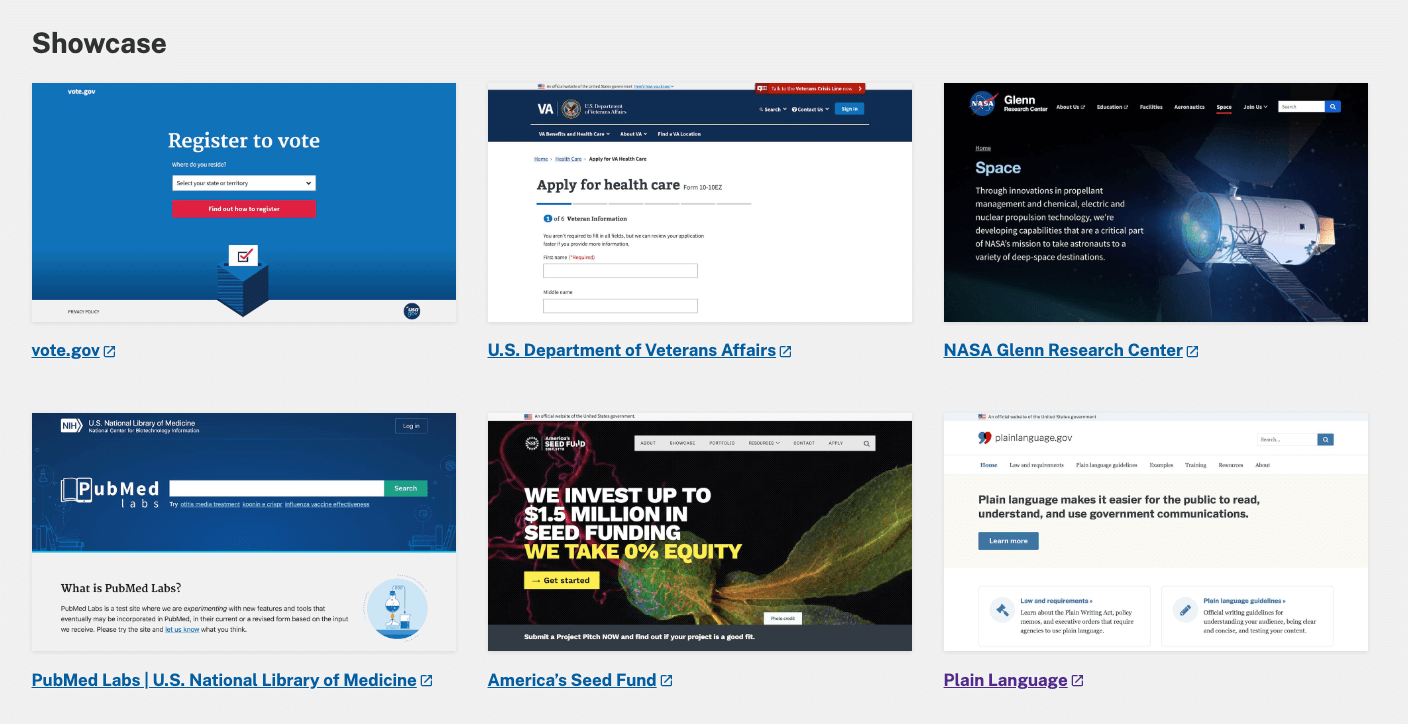 Showcase
vote.gov
Register to vote
Where do you reside?
Select your state or territory
Find out how to register
PRIVACY POLICY
USA
gov
vote.gov
An official website of the United States government
Here's how you know
Talk to the Veterans Crisis Line now
VA
U.S. Department
of Veterans Affairs
Search
Contact Us
Sign in
VA Benefits and Health Care
About VA
Find a VA Location
Home › Health Care › Apply for VA Health Care
Apply for health care Form 10-10EZ
1 of 6 Veteran Information
You aren't required to fill in all fields, but we can review your application
faster if you provide more information.
First name (*Required)
Middle name
U.S. Department of Veterans Affairs
NASA
Glenn
Research Center
About Us
Education
Facilities
Aeronautics
Space
Join Us
Search
Home
Space
Through innovations in propellant
management and chemical, electric and
nuclear propulsion technology, we're
developing capabilities that are a critical part
of NASA's mission to take astronauts to a
variety of deep-space destinations.
NASA Glenn Research Center
NIH
U.S. National Library of Medicine
National Center for Biotechnology Information
Log in
PubMed
labs
Search
Try otitis media treatment koonin e crispr influenza vaccine effectiveness
What is PubMed Labs?
PubMed Labs is a test site where we are experimenting with new features and tools that
eventually may be incorporated in PubMed, in their current or a revised form based on the input
we receive. Please try the site and let us know what you think.
PubMed Labs | U.S. National Library of Medicine
An official website of the United States government.
America's
SEED FUND
ABOUT
SHOWCASE
PORTFOLIO
RESOURCES
CONTACT
APPLY
WE INVEST UP TO
$1.5 MILLION IN
SEED FUNDING
WE TAKE 0% EQUITY
→ Get started
Photo credit
Submit a Project Pitch NOW and find out if your project is a good fit.
America's Seed Fund
An official website of the United States government
plainlanguage.gov
Search...
Home
Law and requirements
Plain language guidelines
Examples
Training
Resources
About
Plain language makes it easier for the public to read,
understand, and use government communications.
Learn more
Law and requirements »
Learn about the Plain Writing Act, policy
memos, and executive orders that require
agencies to use plain language.
Plain language guidelines »
Official writing guidelines for
understanding your audience, being clear
and concise, and testing your content.
Plain Language